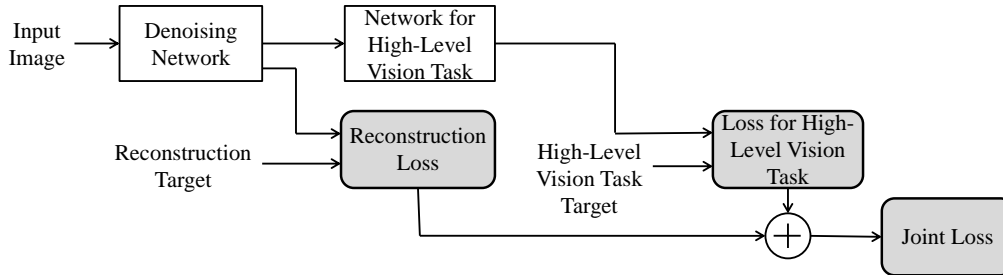 Input
Image
Denoising
Network
Network for
High-Level
Vision Task
Reconstruction
Target
Reconstruction
Loss
High-Level
Vision Task
Target
Loss for High-
Level Vision
Task
Joint Loss